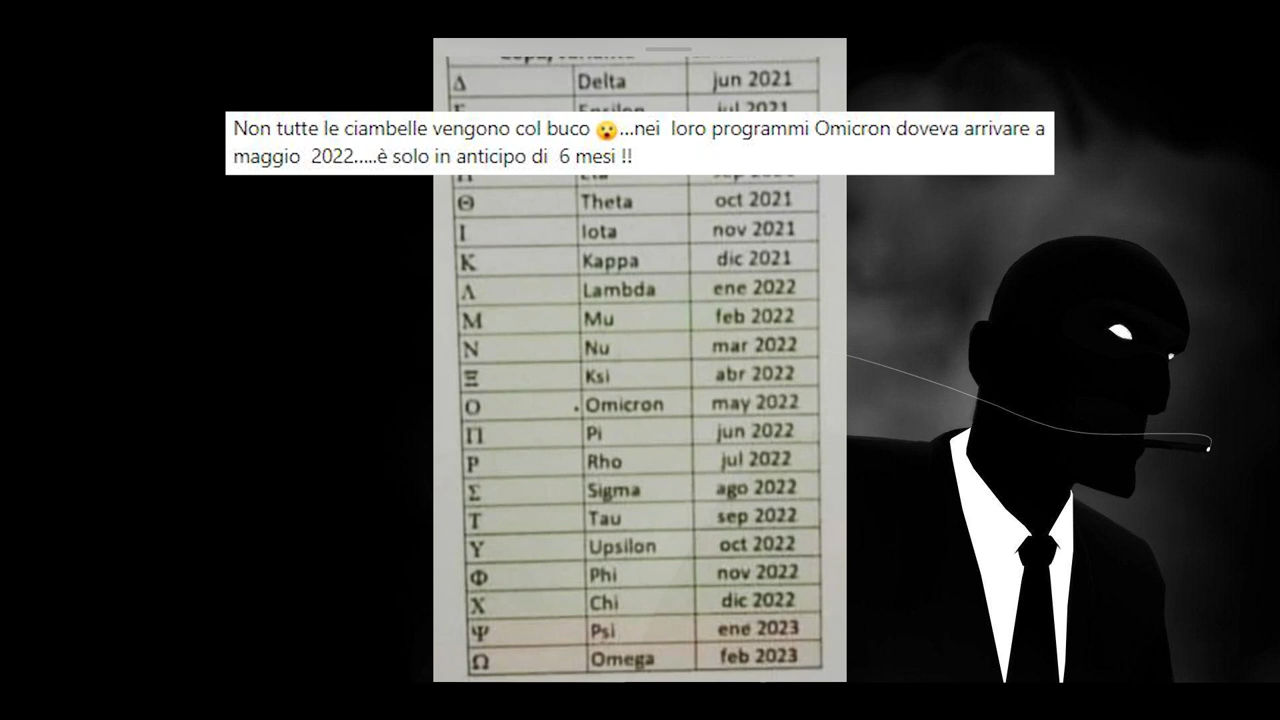 Δ Delta jun 2021
Non tutte le ciambelle vengono col buco 😮...nei loro programmi Omicron doveva arrivare a
maggio 2022.....è solo in anticipo di 6 mesi !!
Θ Theta oct 2021
Ι Iota nov 2021
Κ Kappa dic 2021
Λ Lambda ene 2022
Μ Mu feb 2022
Ν Nu mar 2022
Ξ Ksi abr 2022
Ο Omicron may 2022
Π Pi jun 2022
Ρ Rho jul 2022
Σ Sigma ago 2022
Τ Tau sep 2022
Υ Upsilon oct 2022
Φ Phi nov 2022
Χ Chi dic 2022
Ψ Psi ene 2023
Ω Omega feb 2023